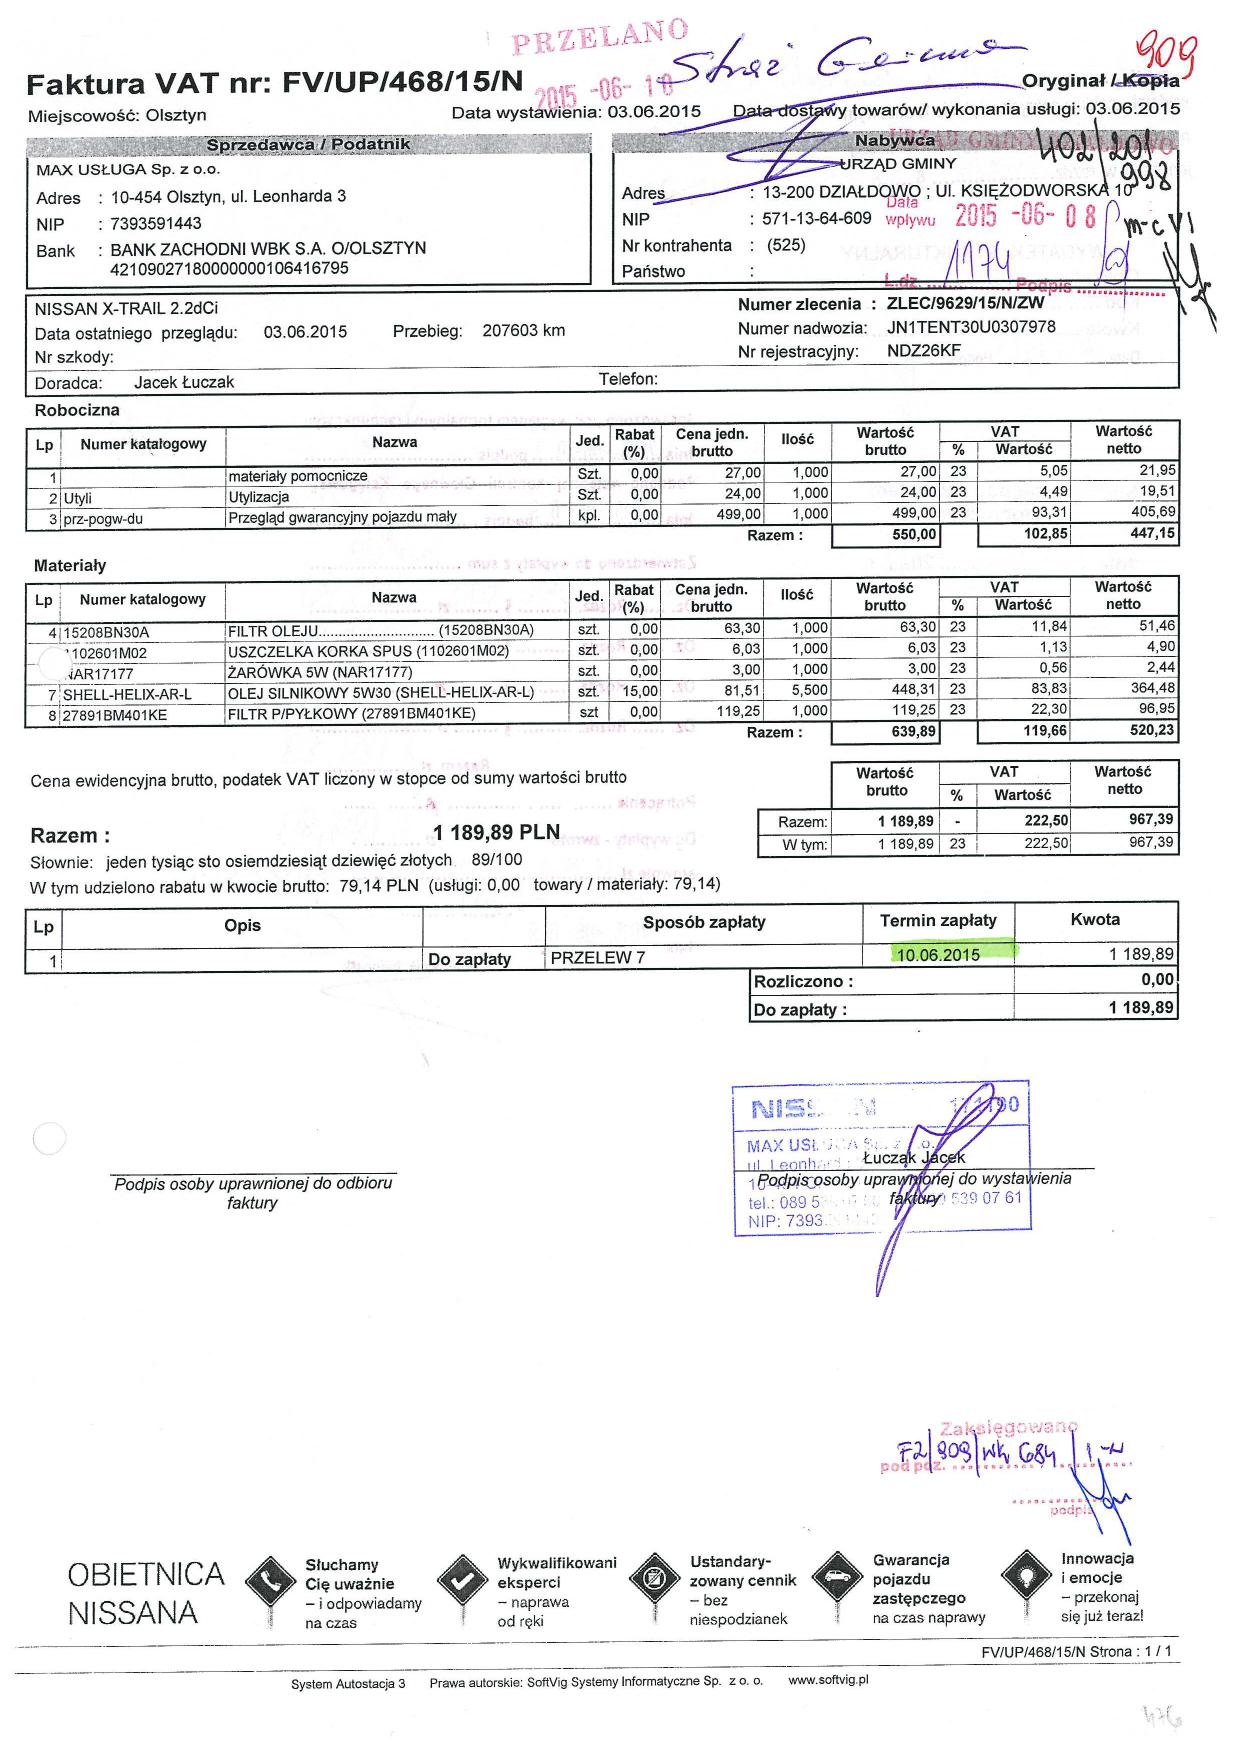 PRZELANO
2015 -06- 10
Straż Gminna
909
Faktura VAT nr: FV/UP/468/15/N
Oryginał / Kopia
Miejscowość: Olsztyn
Data wystawienia: 03.06.2015
Data dostawy towarów/ wykonania usługi: 03.06.2015
Sprzedawca / Podatnik
MAX USŁUGA Sp. z o.o.
Adres : 10-454 Olsztyn, ul. Leonharda 3
NIP : 7393591443
Bank : BANK ZACHODNI WBK S.A. O/OLSZTYN
42109027180000000106416795
Nabywca
URZĄD GMINY
402/201
998
Adres : 13-200 DZIAŁDOWO ; Ul. KSIĘŻODWORSKA 10
NIP : 571-13-64-609
Data wpływu 2015 -06- 08
m-c VI
Nr kontrahenta : (525)
Państwo :
L.dz. 1174 Podpis
NISSAN X-TRAIL 2.2dCi
Data ostatniego przeglądu: 03.06.2015 Przebieg: 207603 km
Nr szkody:
Numer zlecenia : ZLEC/9629/15/N/ZW
Numer nadwozia: JN1TENT30U0307978
Nr rejestracyjny: NDZ26KF
Doradca: Jacek Łuczak Telefon:
Robocizna
Lp Numer katalogowy Nazwa Jed. Rabat (%) Cena jedn. brutto Ilość Wartość brutto VAT % Wartość Wartość netto
1 materiały pomocnicze Szt. 0,00 27,00 1,000 27,00 23 5,05 21,95
2 Utyli Utylizacja Szt. 0,00 24,00 1,000 24,00 23 4,49 19,51
3 prz-pogw-du Przegląd gwarancyjny pojazdu mały kpl. 0,00 499,00 1,000 499,00 23 93,31 405,69
Razem : 550,00 102,85 447,15
Materiały
Lp Numer katalogowy Nazwa Jed. Rabat (%) Cena jedn. brutto Ilość Wartość brutto VAT % Wartość Wartość netto
4 15208BN30A FILTR OLEJU............................. (15208BN30A) szt. 0,00 63,30 1,000 63,30 23 11,84 51,46
1102601M02 USZCZELKA KORKA SPUS (1102601M02) szt. 0,00 6,03 1,000 6,03 23 1,13 4,90
NAR17177 ŻARÓWKA 5W (NAR17177) szt. 0,00 3,00 1,000 3,00 23 0,56 2,44
7 SHELL-HELIX-AR-L OLEJ SILNIKOWY 5W30 (SHELL-HELIX-AR-L) szt. 15,00 81,51 5,500 448,31 23 83,83 364,48
8 27891BM401KE FILTR P/PYŁKOWY (27891BM401KE) szt 0,00 119,25 1,000 119,25 23 22,30 96,95
Razem : 639,89 119,66 520,23
Cena ewidencyjna brutto, podatek VAT liczony w stopce od sumy wartości brutto
Wartość brutto VAT % Wartość Wartość netto
Razem: 1 189,89 - 222,50 967,39
W tym: 1 189,89 23 222,50 967,39
Razem : 1 189,89 PLN
Słownie: jeden tysiąc sto osiemdziesiąt dziewięć złotych 89/100
W tym udzielono rabatu w kwocie brutto: 79,14 PLN (usługi: 0,00 towary / materiały: 79,14)
Lp Opis Sposób zapłaty Termin zapłaty Kwota
1 Do zapłaty PRZELEW 7 10.06.2015 1 189,89
Rozliczono : 0,00
Do zapłaty : 1 189,89
NISSAN 171190
MAX USŁUGA Sp. z o.o.
ul. Leonharda
Łuczak Jacek
Podpis osoby uprawnionej do odbioru
faktury
Podpis osoby uprawnionej do wystawienia
faktury
tel.: 089 5 539 07 61
NIP: 7393
Zaksięgowano
pod poz. F2/909/WK 684/1-N
podpis
OBIETNICA
NISSANA
Słuchamy
Cię uważnie
– i odpowiadamy
na czas
Wykwalifikowani
eksperci
– naprawa
od ręki
Ustandary-
zowany cennik
– bez
niespodzianek
Gwarancja
pojazdu
zastępczego
na czas naprawy
Innowacja
i emocje
– przekonaj
się już teraz!
FV/UP/468/15/N Strona : 1 / 1
System Autostacja 3 Prawa autorskie: SoftVig Systemy Informatyczne Sp. z o. o. www.softvig.pl
476